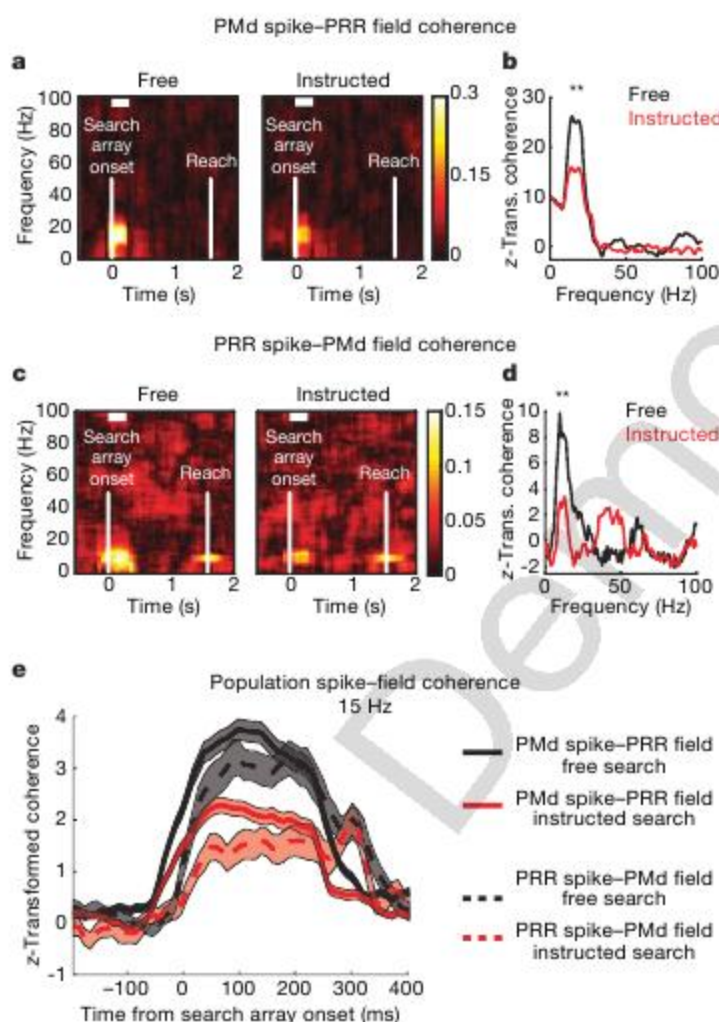 PMd spike–PRR field coherence
a
Free
Instructed
100
80
60
40
20
0
Frequency (Hz)
Search
array
onset
Reach
Search
array
onset
Reach
0.3
0.15
0
0 1 2
0 1 2
Time (s)
Time (s)
b
30
20
10
0
z-Trans. coherence
**
Free
Instructed
0 50 100
Frequency (Hz)
PRR spike–PMd field coherence
c
Free
Instructed
100
80
60
40
20
0
Frequency (Hz)
Search
array
onset
Reach
Search
array
onset
Reach
0.15
0.1
0.05
0
0 1 2
0 1 2
Time (s)
Time (s)
d
10
8
6
4
2
0
-2
z-Trans. coherence
**
Free
Instructed
0 50 100
Frequency (Hz)
e
Population spike–field coherence
15 Hz
4
3
2
1
0
-1
z-Transformed coherence
−100 0 100 200 300 400
Time from search array onset (ms)
PMd spike–PRR field
free search
PMd spike–PRR field
instructed search
PRR spike–PMd field
free search
PRR spike–PMd field
instructed search
Demo